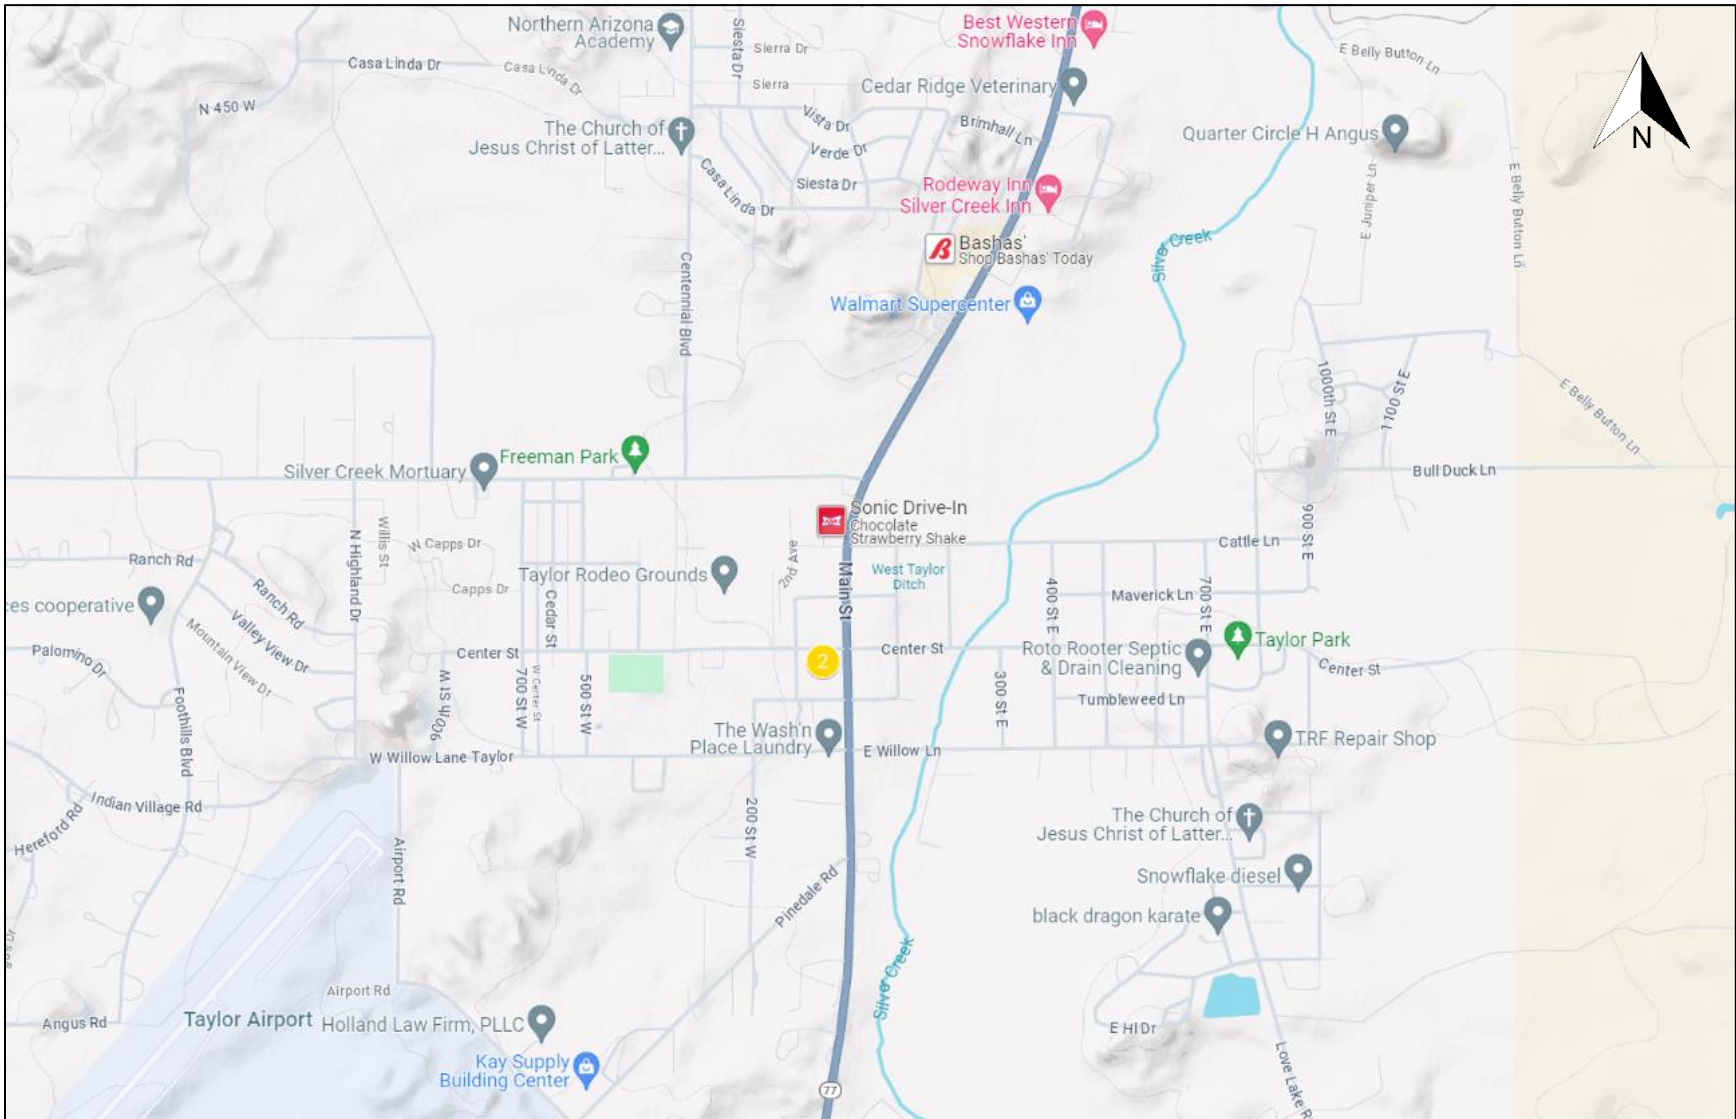 Northern Arizona
Academy
Siesta Dr
Sierra Dr
Best Western
Snowflake Inn
E Belly Button Ln
Casa Linda Dr
Casa Linda Dr
Sierra
Cedar Ridge Veterinary
N 450 W
Vista Dr
Brimhall Ln
The Church of
Jesus Christ of Latter...
Verde Dr
Quarter Circle H Angus
N
Casa Linda Dr
Siesta Dr
Rodeway Inn
Silver Creek Inn
E Juniper Ln
E Belly Button Ln
Silver Creek
Bashas'
Shop Bashas' Today
Centennial Blvd
Walmart Supercenter
1000th St E
1100 St E
E Belly Button Ln
Freeman Park
Silver Creek Mortuary
Bull Duck Ln
Sonic Drive-In
Chocolate
Strawberry Shake
N Highland Dr
Willis St
W Capps Dr
2nd Ave
900 St E
Cattle Ln
Ranch Rd
Taylor Rodeo Grounds
Main St
West Taylor
Ditch
Capps Dr
Cedar St
400 St E
Maverick Ln
700 St E
ces cooperative
Ranch Rd
Valley View Dr
Mountain View Dr
Palomino Dr
Center St
Center St
2
Roto Rooter Septic
& Drain Cleaning
Taylor Park
Center St
900th St W
700 St W
W Center St
500 St W
300 St E
Tumbleweed Ln
Foothills Blvd
The Wash'n
Place Laundry
W Willow Lane Taylor
E Willow Ln
TRF Repair Shop
Indian Village Rd
Hereford Rd
200 St W
The Church of
Jesus Christ of Latter...
Airport Rd
Pinedale Rd
Snowflake diesel
black dragon karate
Silver Creek
Airport Rd
Angus Rd
Taylor Airport
Holland Law Firm, PLLC
E HI Dr
Kay Supply
Building Center
77
Love Lake R